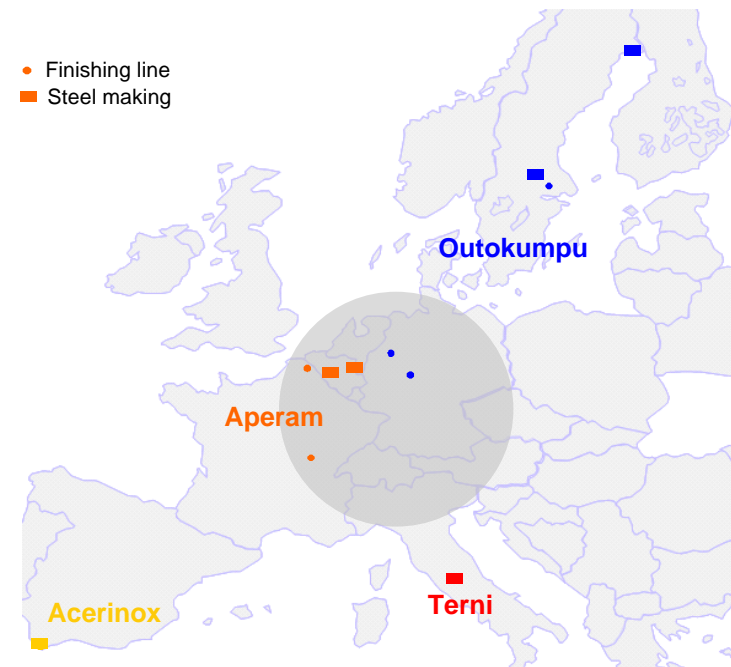 Finishing line
Steel making
Outokumpu
Aperam
Acerinox
Terni